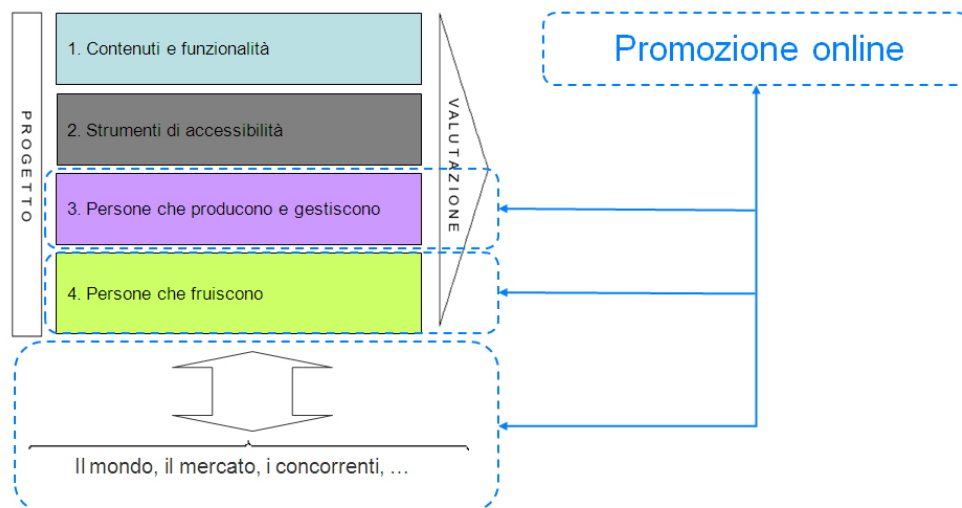 PROGETTO
1. Contenuti e funzionalità
2. Strumenti di accessibilità
3. Persone che producono e gestiscono
4. Persone che fruiscono
VALUTAZIONE
Promozione online
Il mondo, il mercato, i concorrenti, …